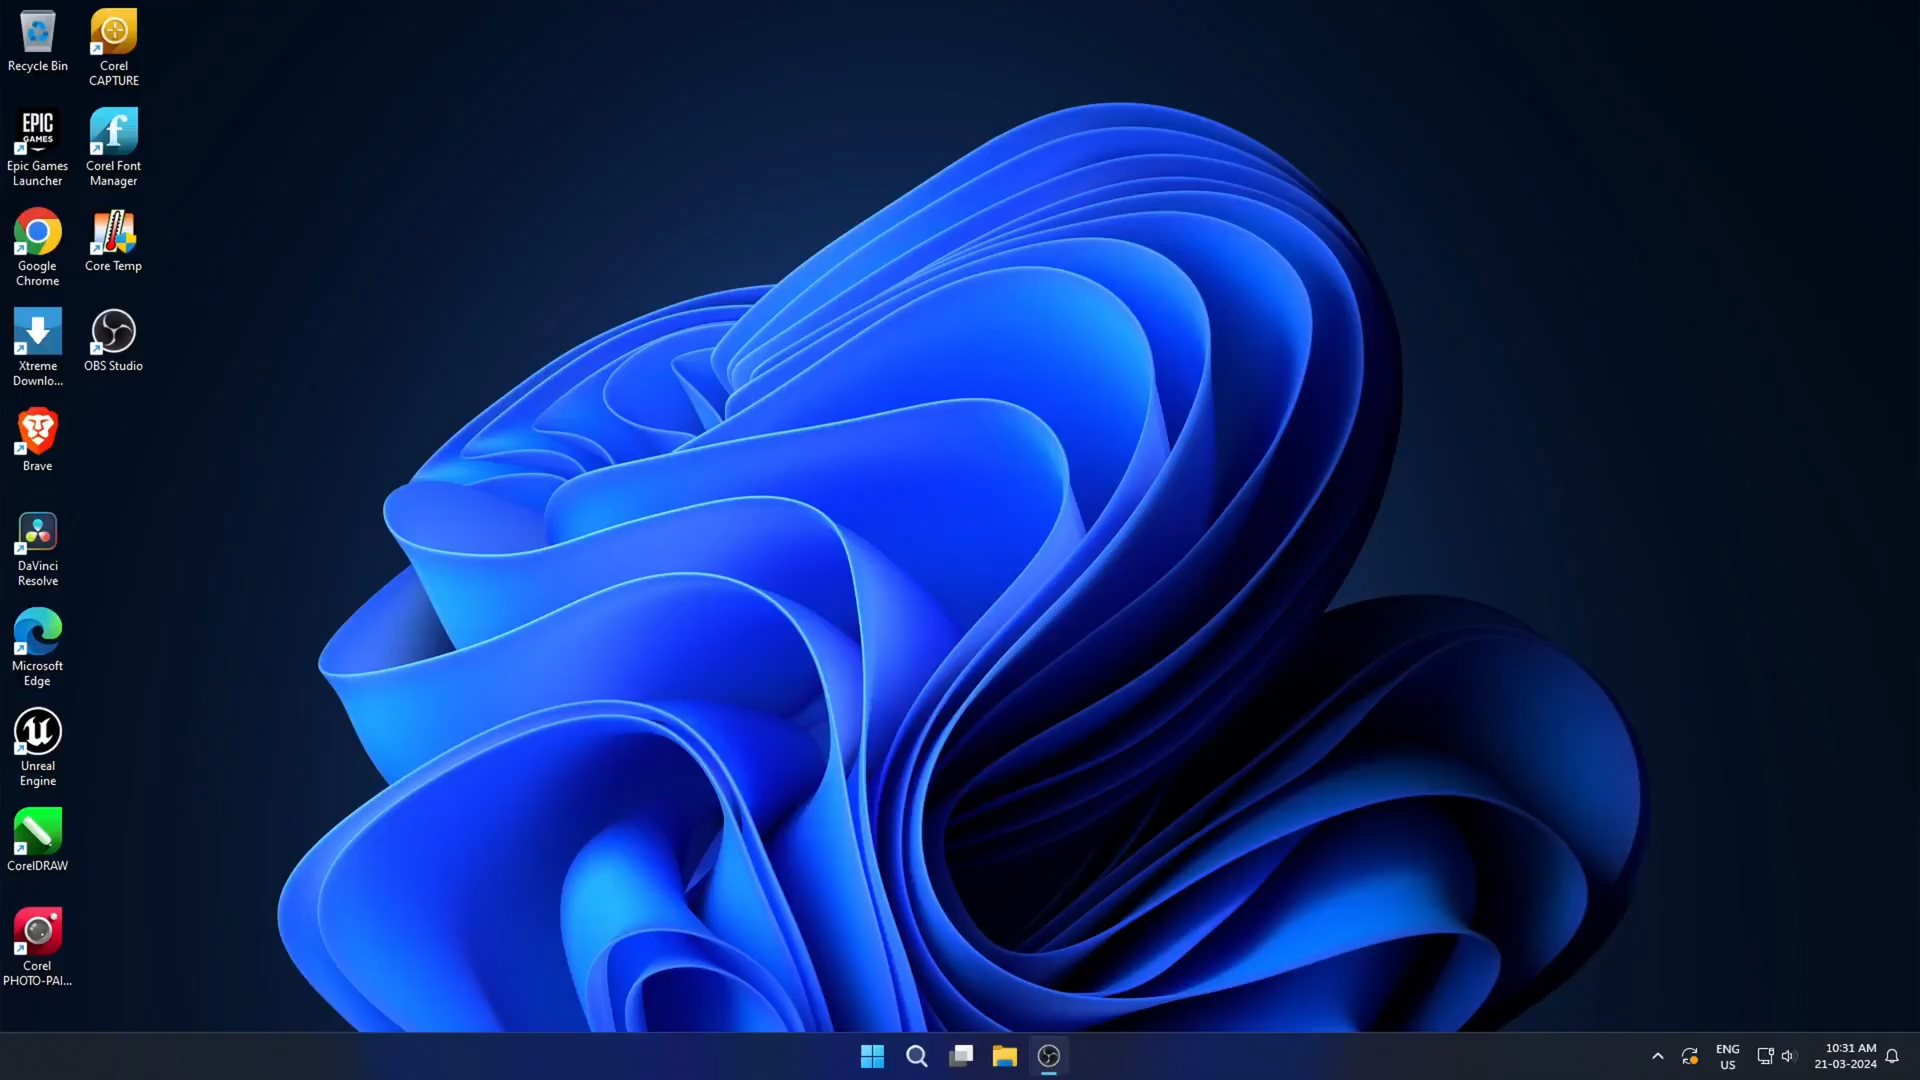 Recycle Bin
Corel
CAPTURE
EPIC
GAMES
Epic Games
Launcher
f
Corel Font
Manager
Google
Chrome
Core Temp
Xtreme
Downlo...
OBS Studio
Brave
DaVinci
Resolve
Microsoft
Edge
U
Unreal
Engine
CorelDRAW
Corel
PHOTO-PAI...
ENG
US
10:31 AM
21-03-2024